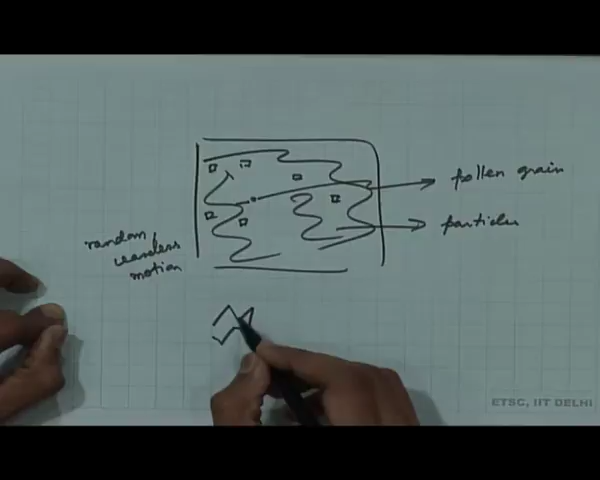 pollen grain
particles
random,
ceaseless
motion
ETSC, IIT DELHI